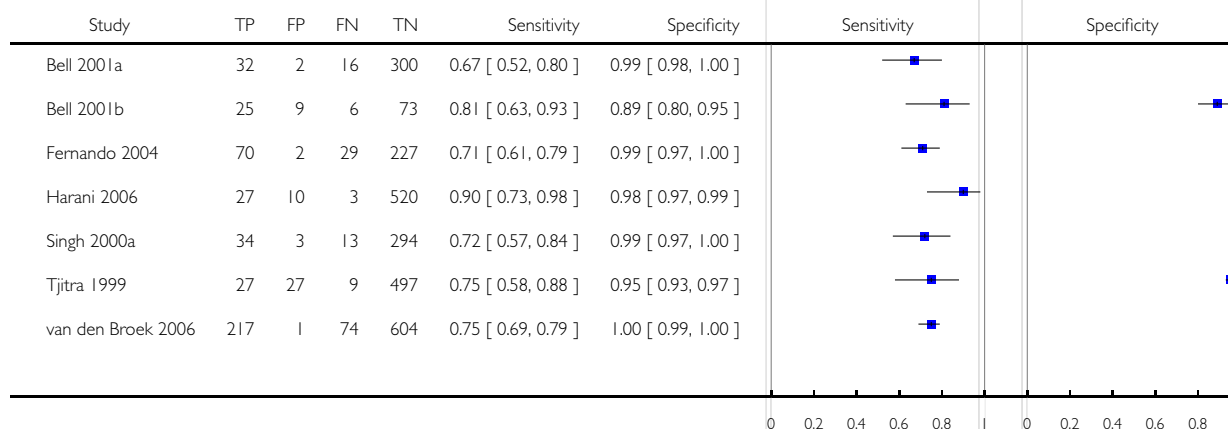 Study TP FP FN TN Sensitivity Specificity Sensitivity Specificity
Bell 2001a 32 2 16 300 0.67 [ 0.52, 0.80 ] 0.99 [ 0.98, 1.00 ]
Bell 2001b 25 9 6 73 0.81 [ 0.63, 0.93 ] 0.89 [ 0.80, 0.95 ]
Fernando 2004 70 2 29 227 0.71 [ 0.61, 0.79 ] 0.99 [ 0.97, 1.00 ]
Harani 2006 27 10 3 520 0.90 [ 0.73, 0.98 ] 0.98 [ 0.97, 0.99 ]
Singh 2000a 34 3 13 294 0.72 [ 0.57, 0.84 ] 0.99 [ 0.97, 1.00 ]
Tjitra 1999 27 27 9 497 0.75 [ 0.58, 0.88 ] 0.95 [ 0.93, 0.97 ]
van den Broek 2006 217 1 74 604 0.75 [ 0.69, 0.79 ] 1.00 [ 0.99, 1.00 ]
0 0.2 0.4 0.6 0.8 1 0 0.2 0.4 0.6 0.8